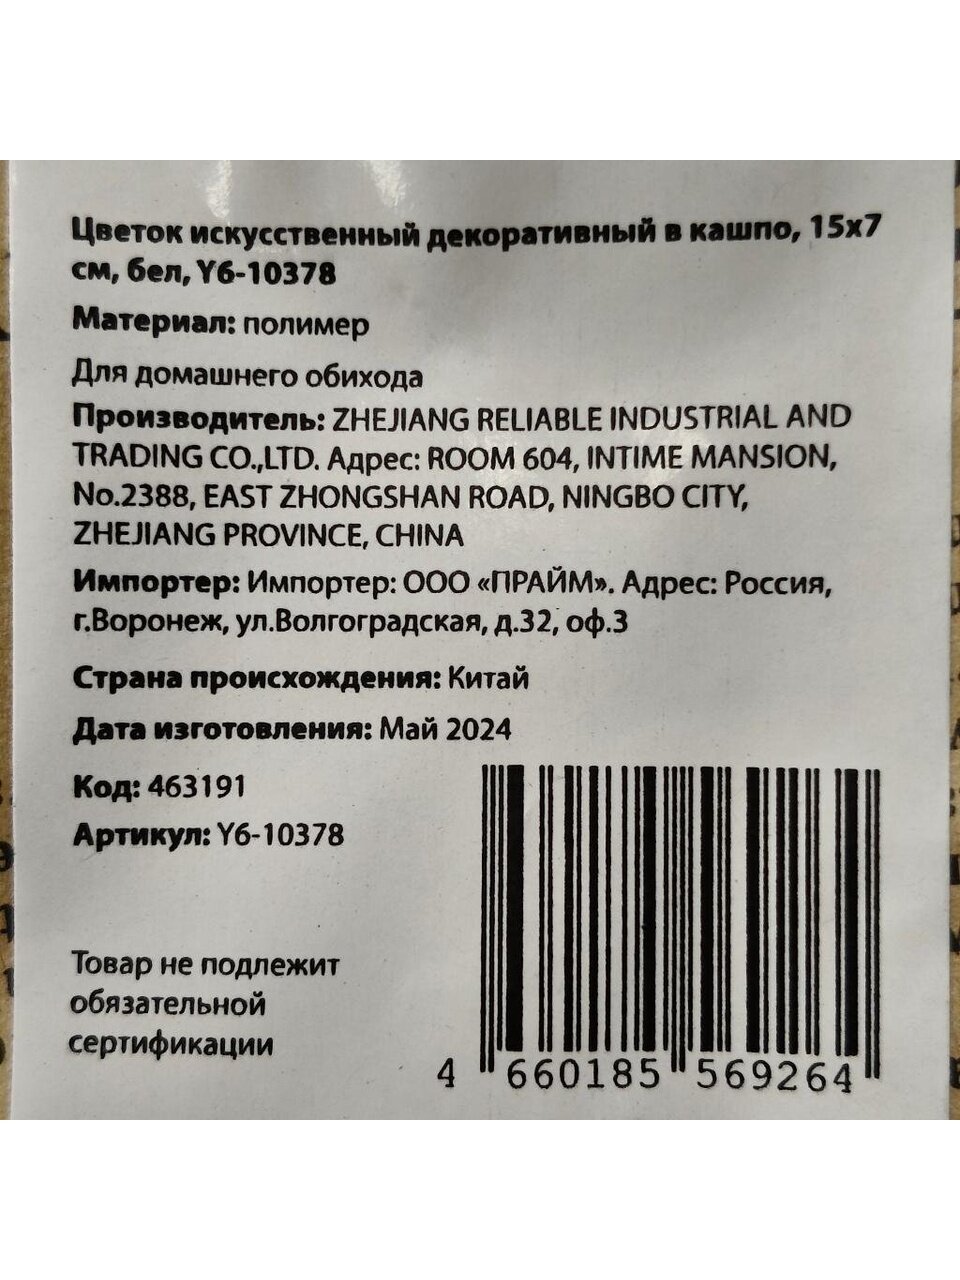 Цветок искусственный декоративный в кашпо, 15х7
см, бел, Y6-10378
Материал: полимер
Для домашнего обихода
Производитель: ZHEJIANG RELIABLE INDUSTRIAL AND
TRADING CO.,LTD. Адрес: ROOM 604, INTIME MANSION,
No.2388, EAST ZHONGSHAN ROAD, NINGBO CITY,
ZHEJIANG PROVINCE, CHINA
Импортер: Импортер: ООО «ПРАЙМ». Адрес: Россия,
г.Воронеж, ул.Волгоградская, д.32, оф.3
Страна происхождения: Китай
Дата изготовления: Май 2024
Код: 463191
Артикул: Y6-10378
Товар не подлежит
обязательной
сертификации
4 660185 569264